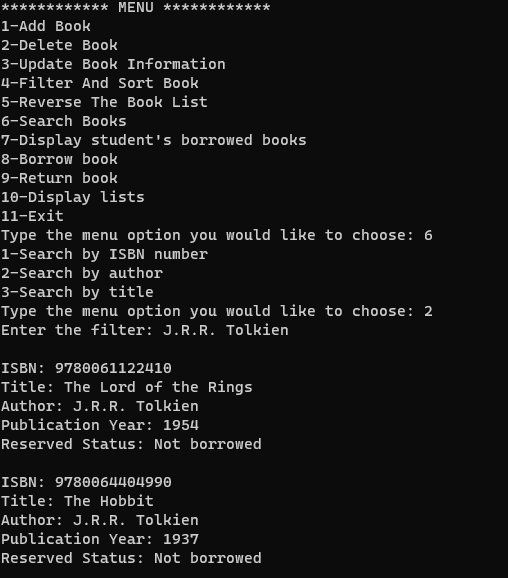 ************ MENU ************
1-Add Book
2-Delete Book
3-Update Book Information
4-Filter And Sort Book
5-Reverse The Book List
6-Search Books
7-Display student's borrowed books
8-Borrow book
9-Return book
10-Display lists
11-Exit
Type the menu option you would like to choose: 6
1-Search by ISBN number
2-Search by author
3-Search by title
Type the menu option you would like to choose: 2
Enter the filter: J.R.R. Tolkien
ISBN: 9780061122410
Title: The Lord of the Rings
Author: J.R.R. Tolkien
Publication Year: 1954
Reserved Status: Not borrowed
ISBN: 9780064404990
Title: The Hobbit
Author: J.R.R. Tolkien
Publication Year: 1937
Reserved Status: Not borrowed